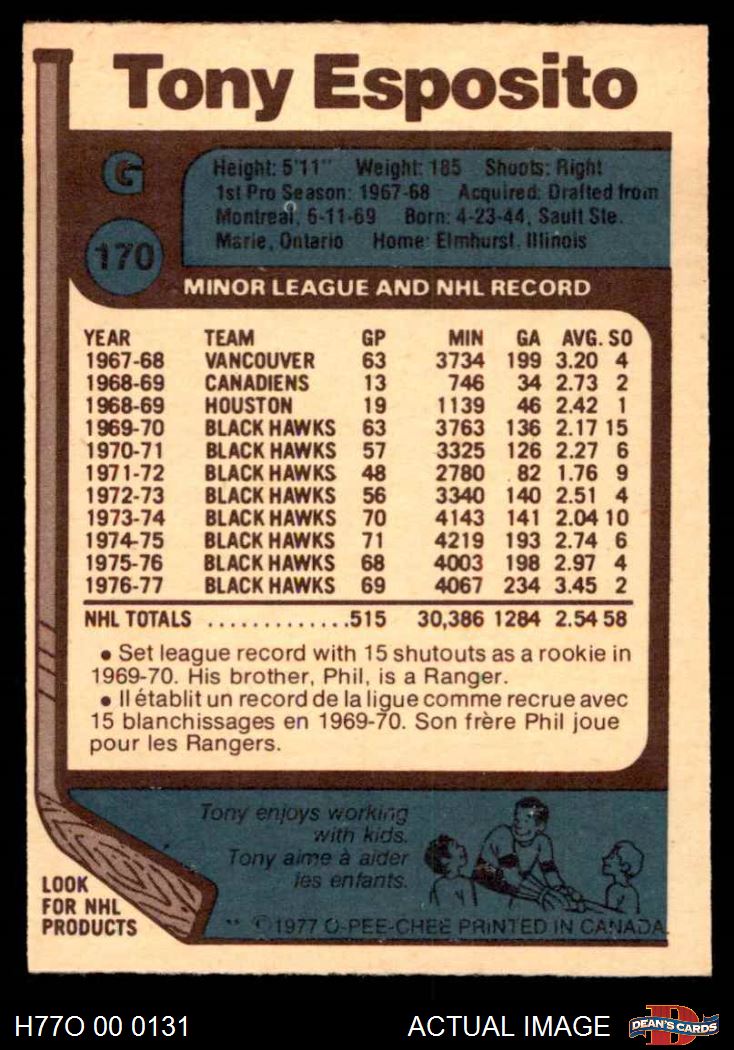 Tony Esposito
G
170
Height: 5'11" Weight: 185 Shoots: Right
1st Pro Season: 1967-68 Acquired: Drafted from
Montreal, 6-11-69 Born: 4-23-44, Sault Ste.
Marie, Ontario Home: Elmhurst, Illinois
MINOR LEAGUE AND NHL RECORD
YEAR TEAM GP MIN GA AVG. SO
1967-68 VANCOUVER 63 3734 199 3.20 4
1968-69 CANADIENS 13 746 34 2.73 2
1968-69 HOUSTON 19 1139 46 2.42 1
1969-70 BLACK HAWKS 63 3763 136 2.17 15
1970-71 BLACK HAWKS 57 3325 126 2.27 6
1971-72 BLACK HAWKS 48 2780 82 1.76 9
1972-73 BLACK HAWKS 56 3340 140 2.51 4
1973-74 BLACK HAWKS 70 4143 141 2.04 10
1974-75 BLACK HAWKS 71 4219 193 2.74 6
1975-76 BLACK HAWKS 68 4003 198 2.97 4
1976-77 BLACK HAWKS 69 4067 234 3.45 2
NHL TOTALS .............515 30,386 1284 2.54 58
• Set league record with 15 shutouts as a rookie in
1969-70. His brother, Phil, is a Ranger.
• Il établit un record de la ligue comme recrue avec
15 blanchissages en 1969-70. Son frère Phil joue
pour les Rangers.
Tony enjoys working
with kids.
Tony aime à aider
les enfants.
LOOK
FOR NHL
PRODUCTS
** ©1977 O-PEE-CHEE PRINTED IN CANADA
H77O 00 0131
ACTUAL IMAGE
DEAN'S CARDS